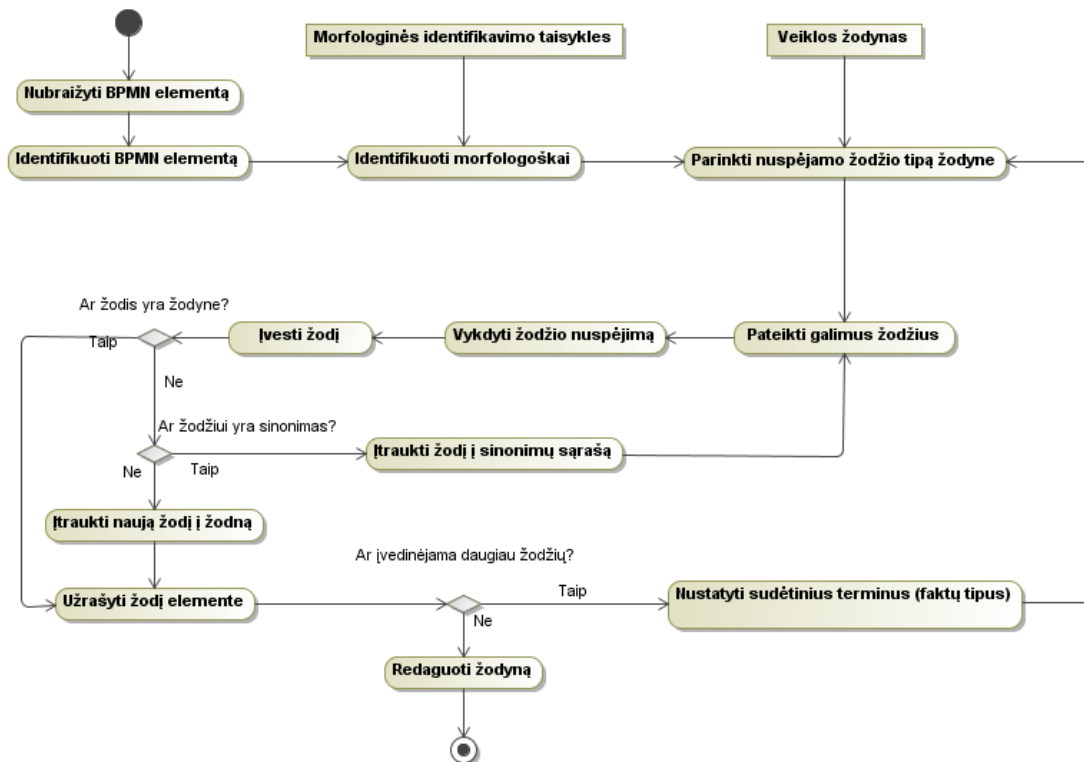 Morfologinės identifikavimo taisykles
Veiklos žodynas
Nubraižyti BPMN elementą
Identifikuoti BPMN elementą
Identifikuoti morfologoškai
Parinkti nuspėjamo žodžio tipą žodyne
Ar žodis yra žodyne?
Taip
Įvesti žodį
Vykdyti žodžio nuspėjimą
Pateikti galimus žodžius
Ne
Ar žodžiui yra sinonimas?
Ne
Taip
Įtraukti žodį į sinonimų sąrašą
Įtraukti naują žodį į žodną
Ar įvedinėjama daugiau žodžių?
Užrašyti žodį elemente
Taip
Nustatyti sudėtinius terminus (faktų tipus)
Ne
Redaguoti žodyną